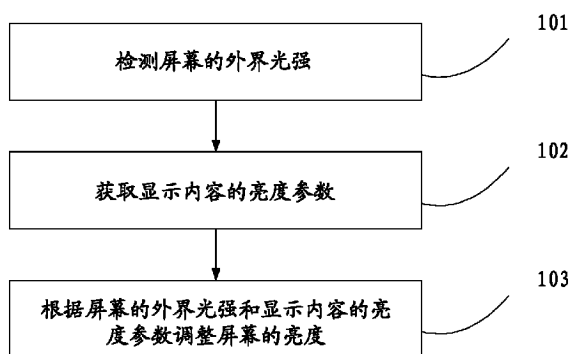 检测屏幕的外界光强
101
获取显示内容的亮度参数
102
根据屏幕的外界光强和显示内容的亮
度参数调整屏幕的亮度
103